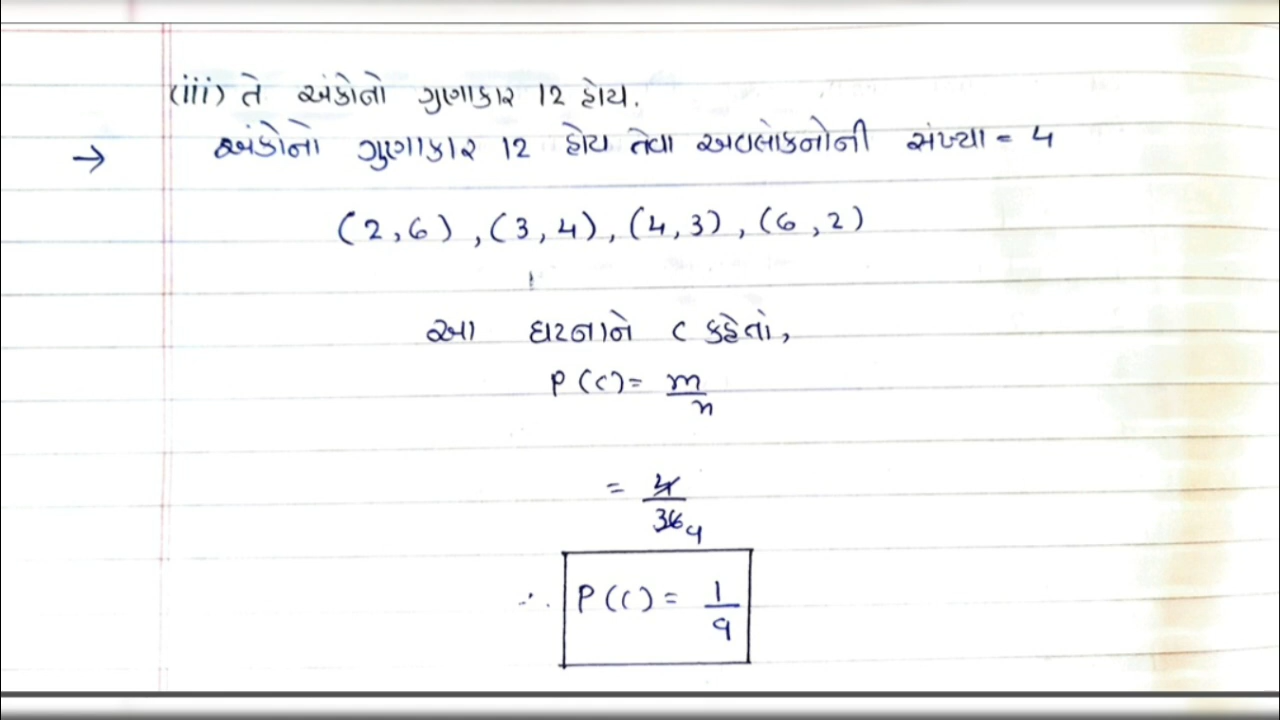 (iii) તે અંકોનો ગુણાકાર 12 હોય.
→ અંકોનો ગુણાકાર 12 હોય તેવા અવલોકનોની સંખ્યા = 4
(2,6), (3,4), (4,3), (6,2)
આ ઘટનાને C કહેતો,
P(C) = m/n
= 4/36 9
∴ P(C) = 1/9